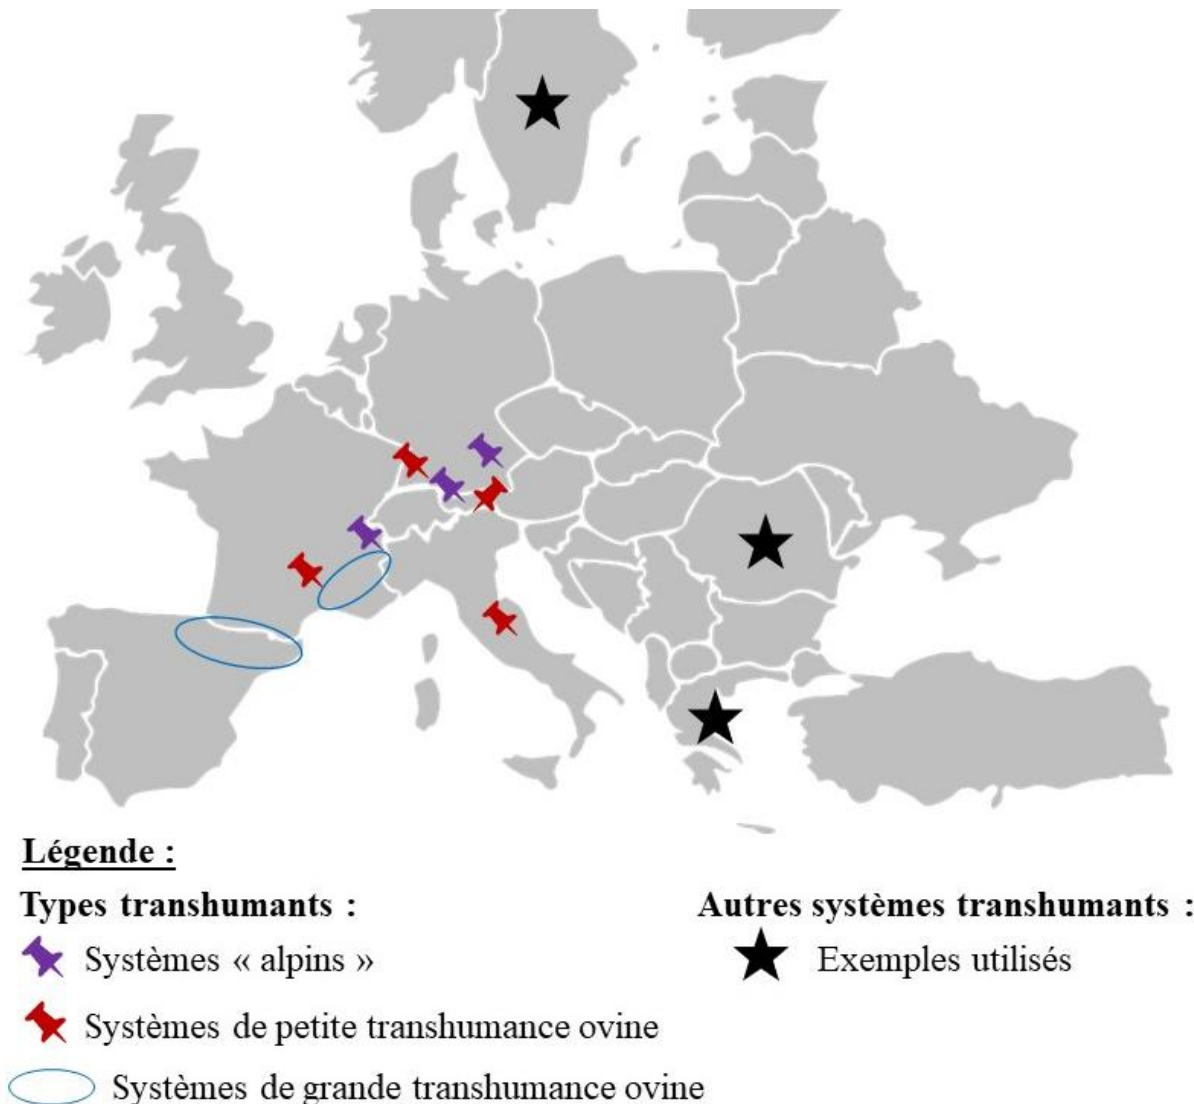 Légende :
Types transhumants :
Systèmes « alpins »
Systèmes de petite transhumance ovine
Systèmes de grande transhumance ovine
Autres systèmes transhumants :
Exemples utilisés